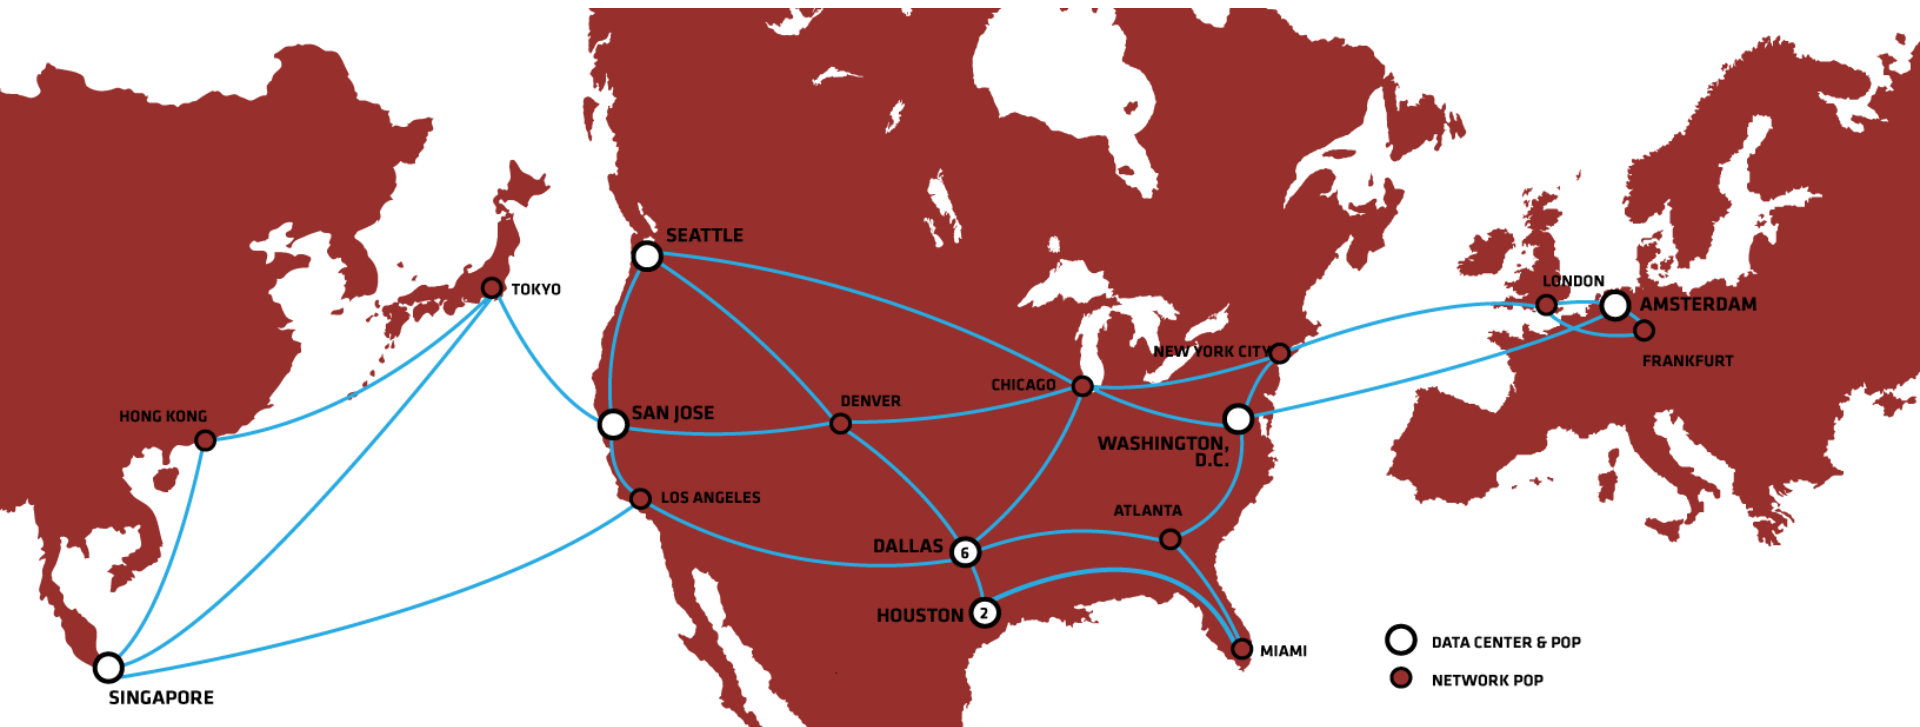 SEATTLE
TOKYO
LONDON
AMSTERDAM
NEW YORK CITY
FRANKFURT
CHICAGO
DENVER
HONG KONG
SAN JOSE
WASHINGTON,
D.C.
LOS ANGELES
ATLANTA
DALLAS
6
HOUSTON
2
MIAMI
DATA CENTER & POP
NETWORK POP
SINGAPORE